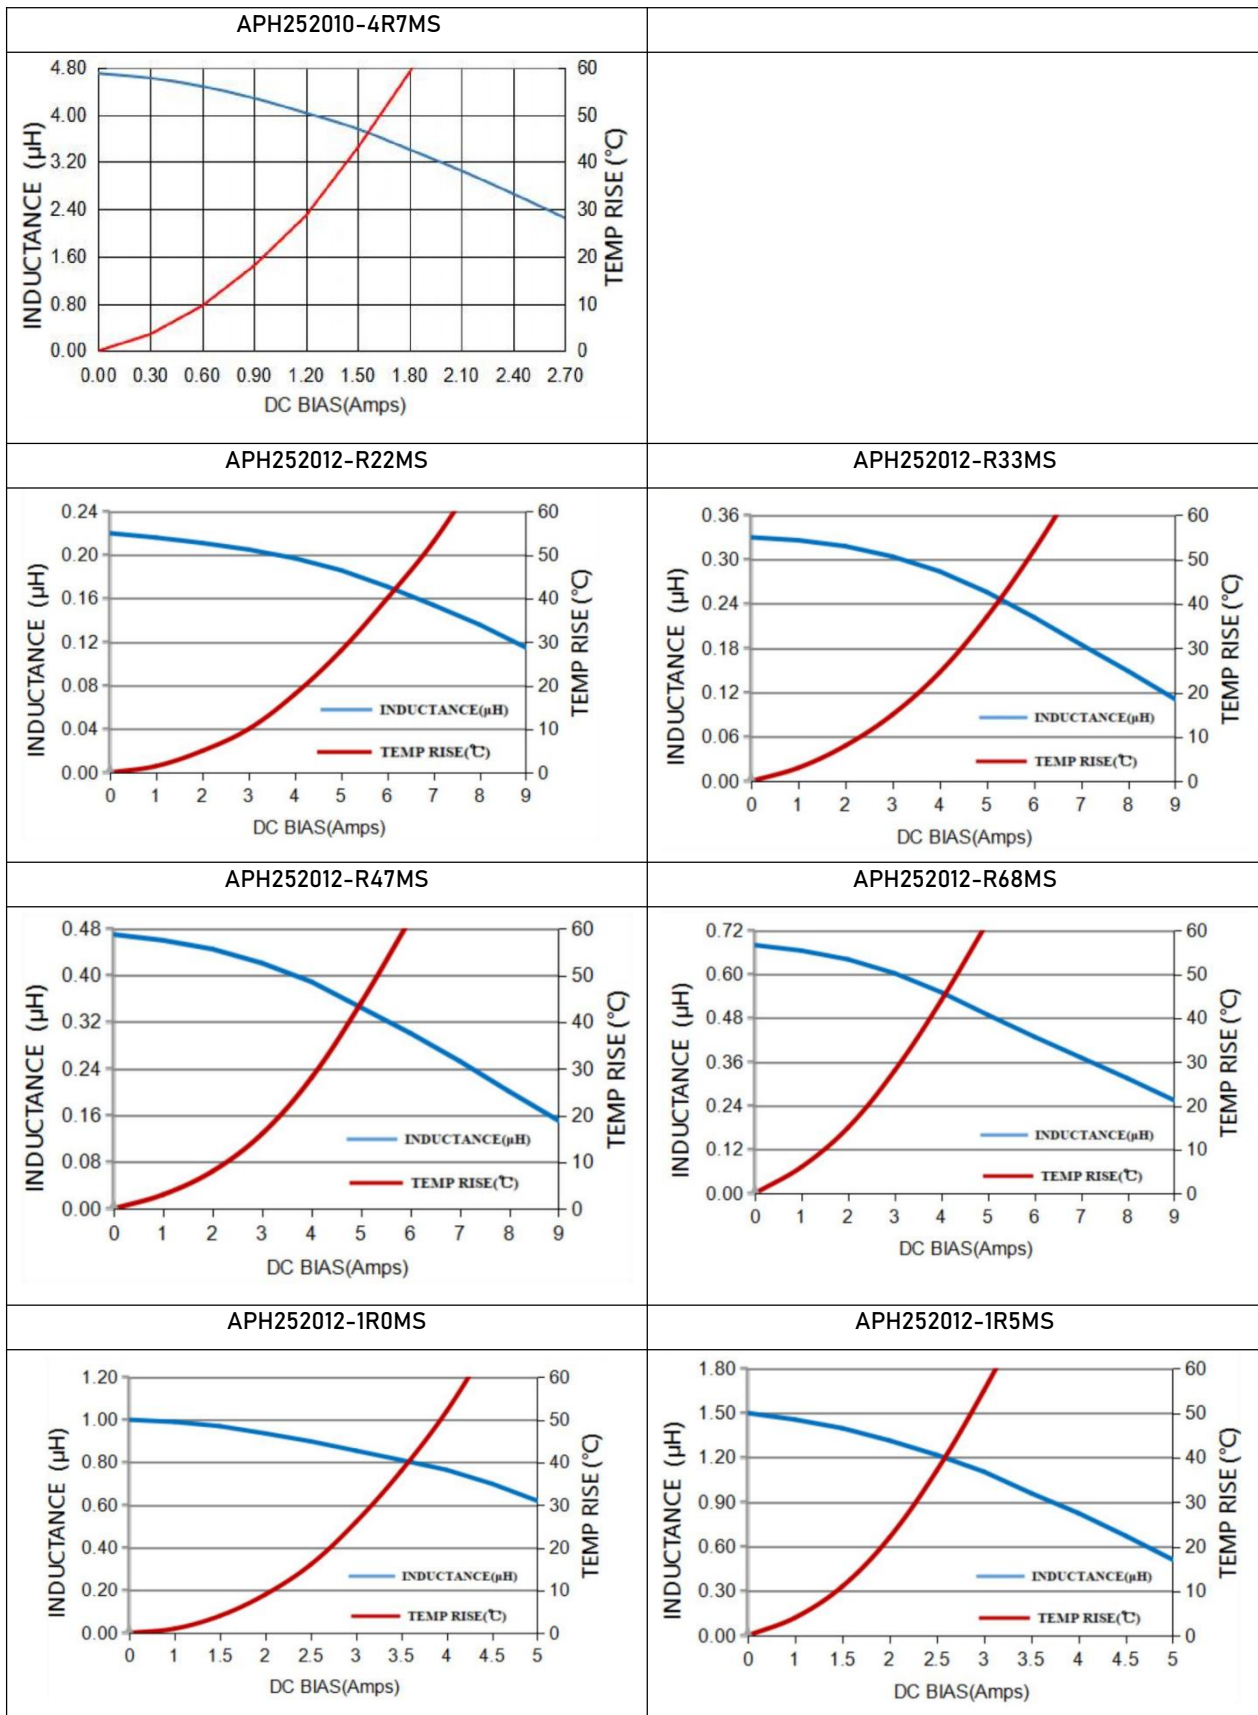 APH252010-4R7MS
INDUCTANCE (µH)
4.80
4.00
3.20
2.40
1.60
0.80
0.00
60
50
40
30
20
10
0
TEMP RISE (°C)
0.00 0.30 0.60 0.90 1.20 1.50 1.80 2.10 2.40 2.70
DC BIAS(Amps)
APH252012-R22MS
INDUCTANCE (µH)
0.24
0.20
0.16
0.12
0.08
0.04
0.00
60
50
40
30
20
10
0
TEMP RISE (°C)
INDUCTANCE(µH)
TEMP RISE(℃)
0 1 2 3 4 5 6 7 8 9
DC BIAS(Amps)
APH252012-R33MS
INDUCTANCE (µH)
0.36
0.30
0.24
0.18
0.12
0.06
0.00
60
50
40
30
20
10
0
TEMP RISE (°C)
INDUCTANCE(µH)
TEMP RISE(℃)
0 1 2 3 4 5 6 7 8 9
DC BIAS(Amps)
APH252012-R47MS
INDUCTANCE (µH)
0.48
0.40
0.32
0.24
0.16
0.08
0.00
60
50
40
30
20
10
0
TEMP RISE (°C)
INDUCTANCE(µH)
TEMP RISE(℃)
0 1 2 3 4 5 6 7 8 9
DC BIAS(Amps)
APH252012-R68MS
INDUCTANCE (µH)
0.72
0.60
0.48
0.36
0.24
0.12
0.00
60
50
40
30
20
10
0
TEMP RISE (°C)
INDUCTANCE(µH)
TEMP RISE(℃)
0 1 2 3 4 5 6 7 8 9
DC BIAS(Amps)
APH252012-1R0MS
INDUCTANCE (µH)
1.20
1.00
0.80
0.60
0.40
0.20
0.00
60
50
40
30
20
10
0
TEMP RISE (°C)
INDUCTANCE(µH)
TEMP RISE(℃)
0 1 1.5 2 2.5 3 3.5 4 4.5 5
DC BIAS(Amps)
APH252012-1R5MS
INDUCTANCE (µH)
1.80
1.50
1.20
0.90
0.60
0.30
0.00
60
50
40
30
20
10
0
TEMP RISE (°C)
INDUCTANCE(µH)
TEMP RISE(℃)
0 1 1.5 2 2.5 3 3.5 4 4.5 5
DC BIAS(Amps)